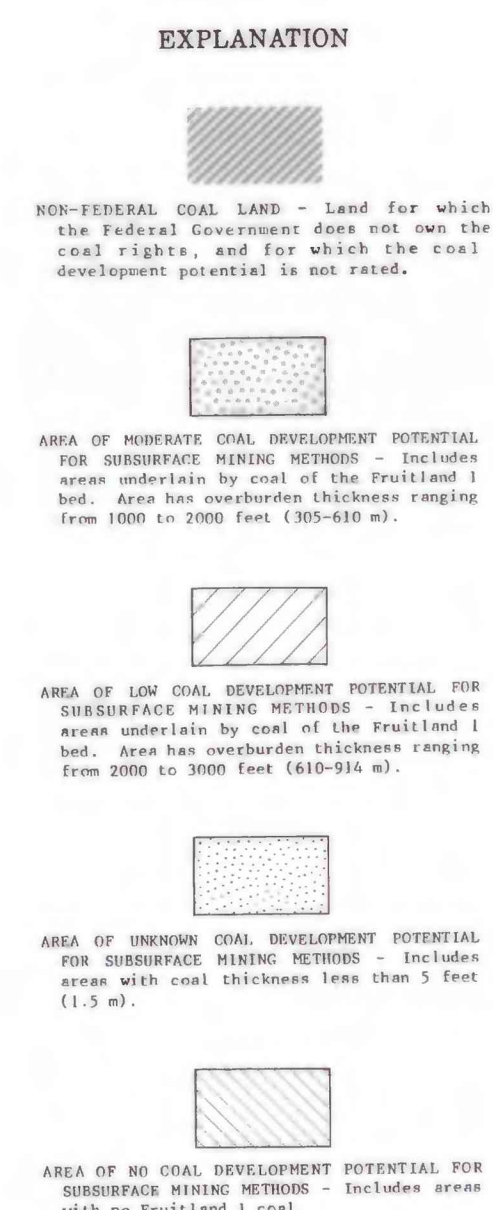 EXPLANATION
NON-FEDERAL COAL LAND - Land for which
the Federal Government does not own the
coal rights, and for which the coal
development potential is not rated.
AREA OF MODERATE COAL DEVELOPMENT POTENTIAL
FOR SUBSURFACE MINING METHODS - Includes
areas underlain by coal of the Fruitland 1
bed. Area has overburden thickness ranging
from 1000 to 2000 feet (305-610 m).
AREA OF LOW COAL DEVELOPMENT POTENTIAL FOR
SUBSURFACE MINING METHODS - Includes
areas underlain by coal of the Fruitland 1
bed. Area has overburden thickness ranging
from 2000 to 3000 feet (610-914 m).
AREA OF UNKNOWN COAL DEVELOPMENT POTENTIAL
FOR SUBSURFACE MINING METHODS - Includes
areas with coal thickness less than 5 feet
(1.5 m).
AREA OF NO COAL DEVELOPMENT POTENTIAL FOR
SUBSURFACE MINING METHODS - Includes areas
with no Fruitland 1 coal